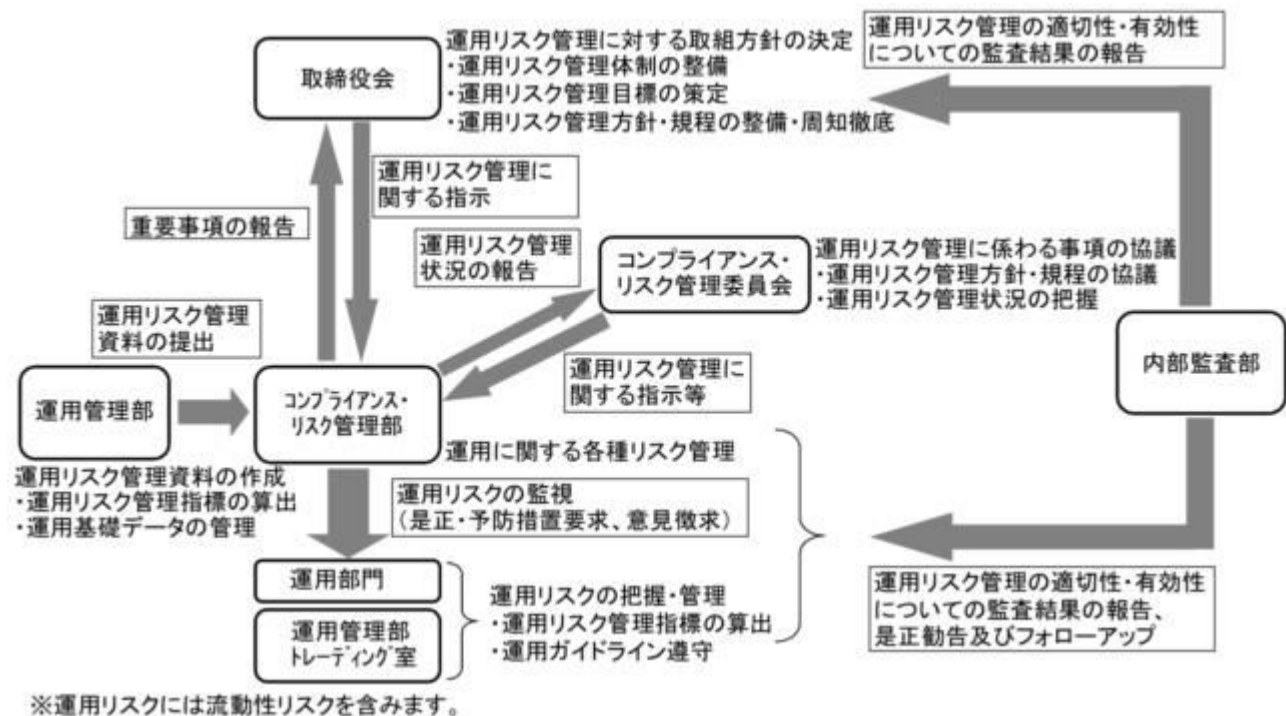 取締役会
運用リスク管理に対する取組方針の決定
・運用リスク管理体制の整備
・運用リスク管理目標の策定
・運用リスク管理方針・規程の整備・周知徹底
運用リスク管理の適切性・有効性
についての監査結果の報告
運用リスク管理に
関する指示
重要事項の報告
運用リスク管理
状況の報告
コンプライアンス・
リスク管理委員会
運用リスク管理に係わる事項の協議
・運用リスク管理方針・規程の協議
・運用リスク管理状況の把握
運用リスク管理
資料の提出
内部監査部
運用リスク管理に
関する指示等
運用管理部
コンプライアンス・
リスク管理部
運用に関する各種リスク管理
運用リスク管理資料の作成
・運用リスク管理指標の算出
・運用基礎データの管理
運用リスクの監視
（是正・予防措置要求、意見徴求）
運用部門
運用管理部
トレーディング室
運用リスクの把握・管理
・運用リスク管理指標の算出
・運用ガイドライン遵守
運用リスク管理の適切性・有効性
についての監査結果の報告、
是正勧告及びフォローアップ
※運用リスクには流動性リスクを含みます。